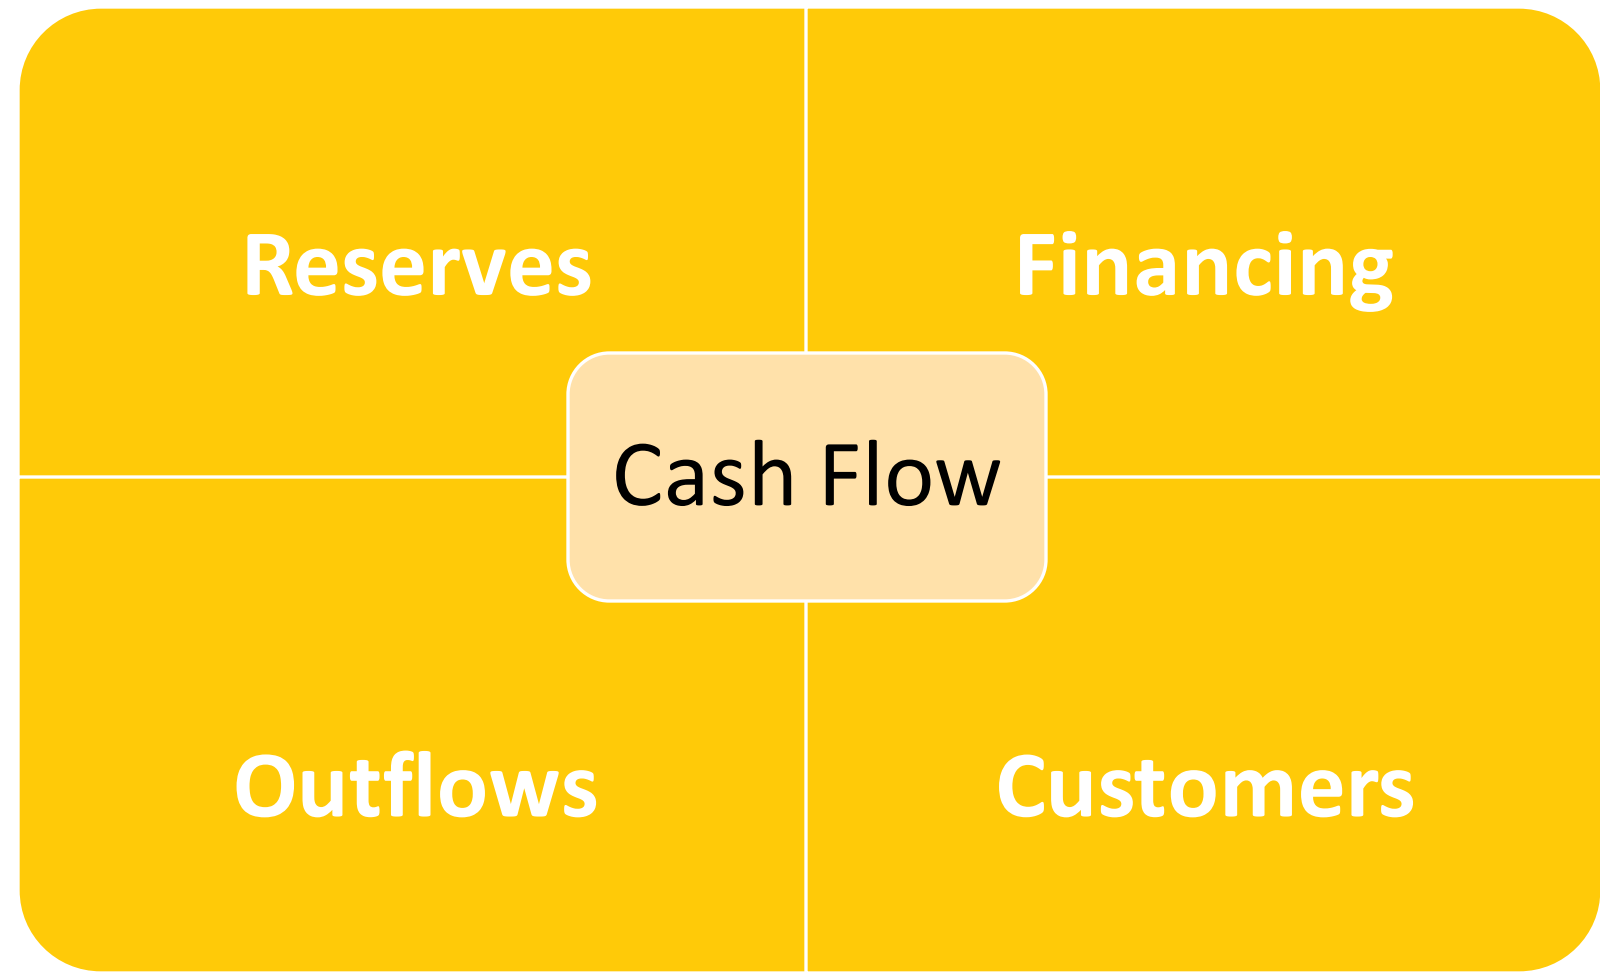 Reserves
Financing
Cash Flow
Outflows
Customers